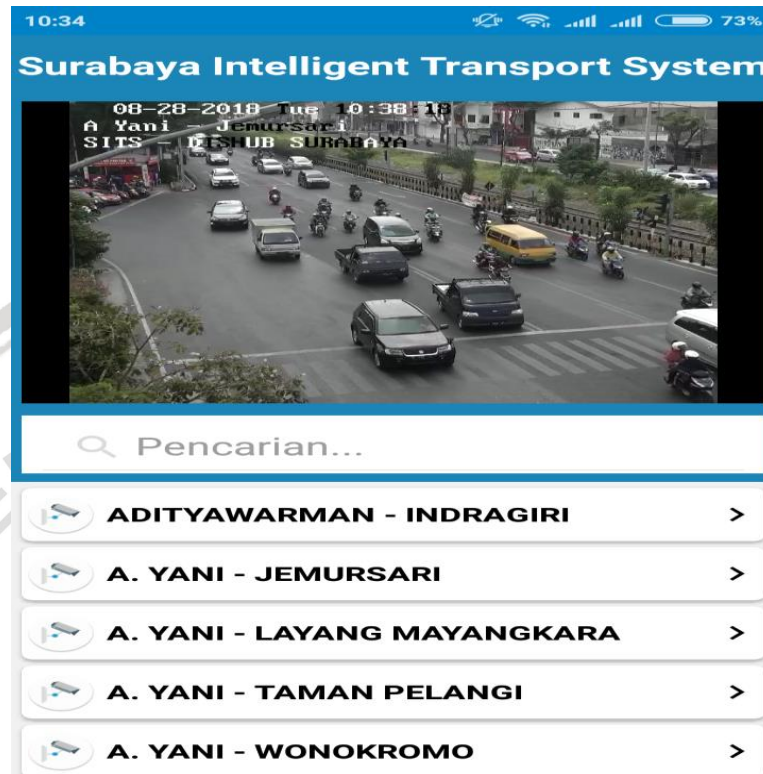 10:34 73%
Surabaya Intelligent Transport System
08-28-2018 Tue 10:38:18
A Yani - Jemursari
SITS - DISHUB SURABAYA
Pencarian...
ADITYAWARMAN - INDRAGIRI >
A. YANI - JEMURSARI >
A. YANI - LAYANG MAYANGKARA >
A. YANI - TAMAN PELANGI >
A. YANI - WONOKROMO >